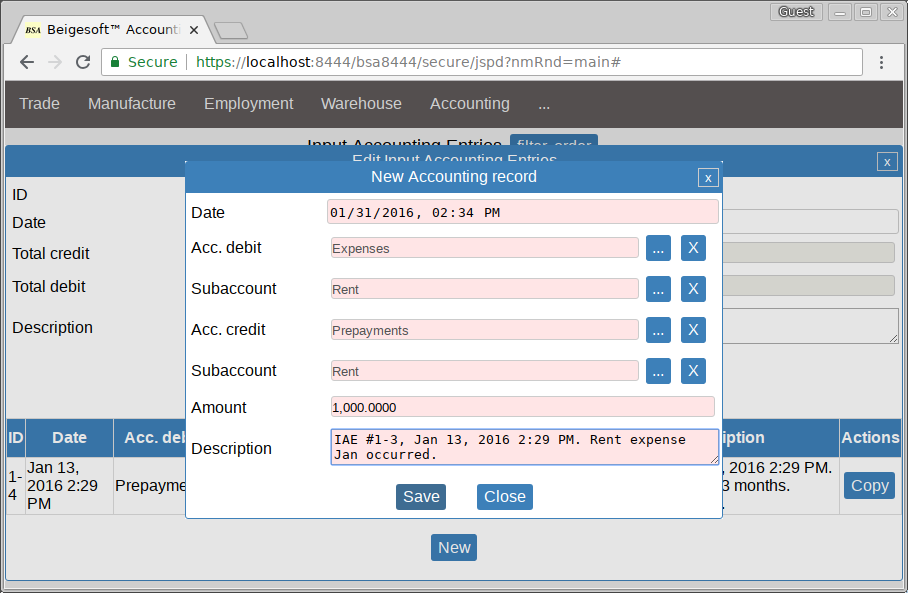 Guest
BSA Beigesoft™ Accounti
Secure https://localhost:8444/bsa8444/secure/jspd?nmRnd=main#
Trade Manufacture Employment Warehouse Accounting ...
Input Accounting Entries filter-order
Edit Input Accounting Entries x
New Accounting record x
ID
Date
Total credit
Total debit
Description
Date 01/31/2016, 02:34 PM
Acc. debit Expenses ... X
Subaccount Rent ... X
Acc. credit Prepayments ... X
Subaccount Rent ... X
Amount 1,000.0000
Description IAE #1-3, Jan 13, 2016 2:29 PM. Rent expense
Jan occurred.
Save Close
ID Date Acc. deb iption Actions
1-
4
Jan 13,
2016 2:29
PM
Prepayme
, 2016 2:29 PM.
3 months.
Copy
New